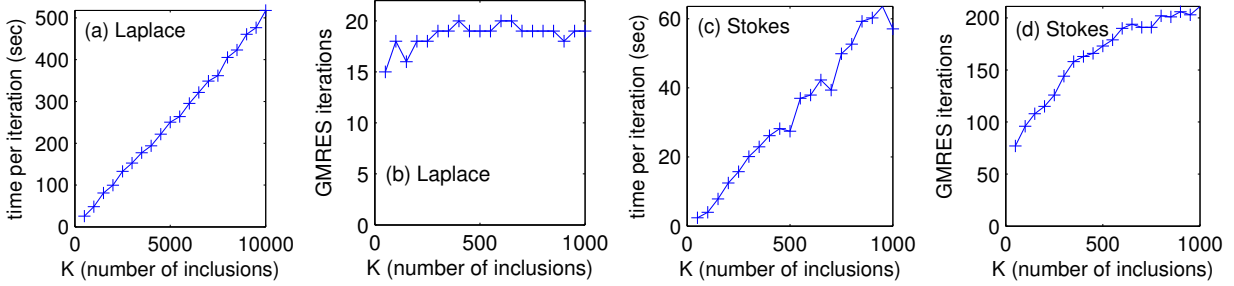 (a) Laplace
time per iteration (sec)
500
400
300
200
100
0
0
5000
10000
K (number of inclusions)
20
15
10
5
0
GMRES iterations
(b) Laplace
0
500
1000
K (number of inclusions)
(c) Stokes
time per iteration (sec)
60
40
20
0
0
500
1000
K (number of inclusions)
(d) Stokes
GMRES iterations
200
150
100
50
0
0
500
1000
K (number of inclusions)